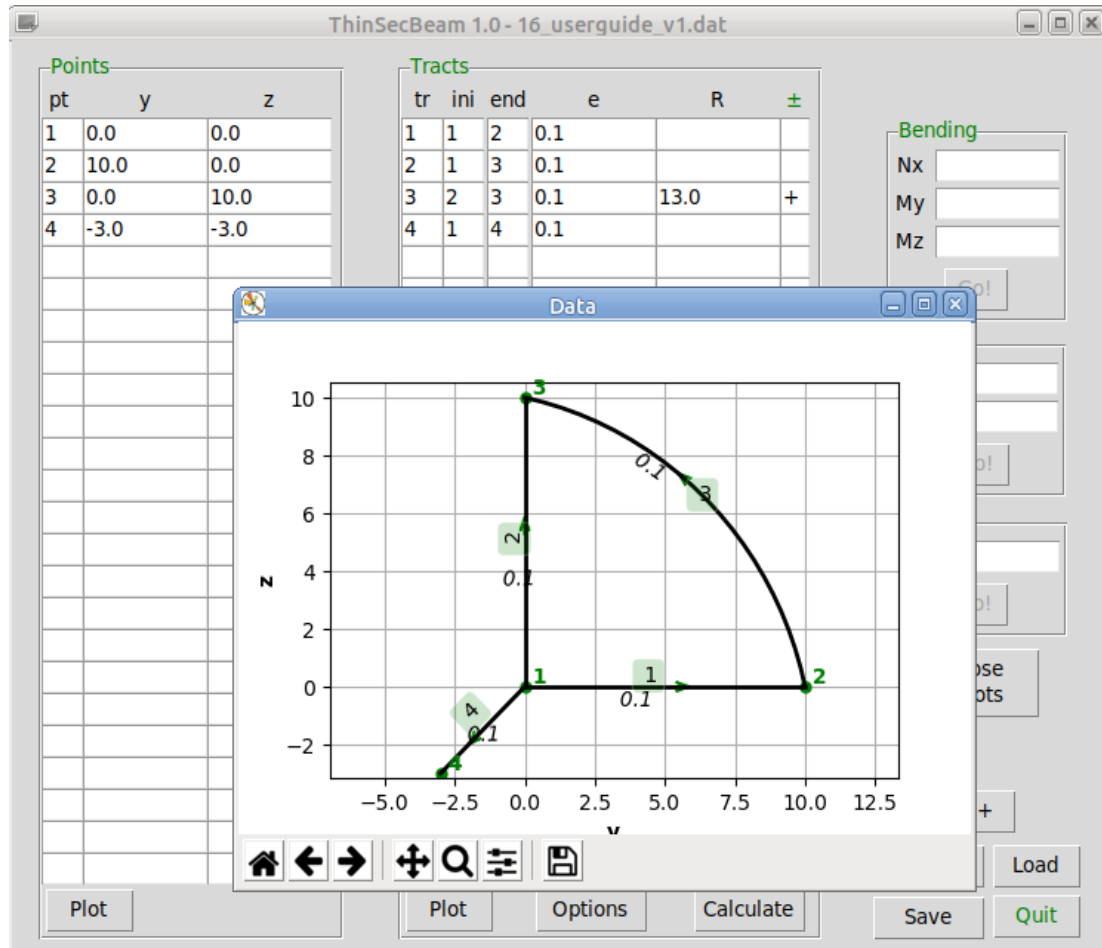 ThinSecBeam 1.0 - 16_userguide_v1.dat
Points
pt y z
1 0.0 0.0
2 10.0 0.0
3 0.0 10.0
4 -3.0 -3.0
Tracts
tr ini end e R ±
1 1 2 0.1
2 1 3 0.1
3 2 3 0.1 13.0 +
4 1 4 0.1
Bending
Nx
My
Mz
Go!
Data
10
8
6
4
2
0
−2
z
3
0.1
3
2
0.1
1
1
0.1
2
4
0.1
4
−5.0 −2.5 0.0 2.5 5.0 7.5 10.0 12.5
y
+
Load
Plot
Plot Options Calculate
Save Quit